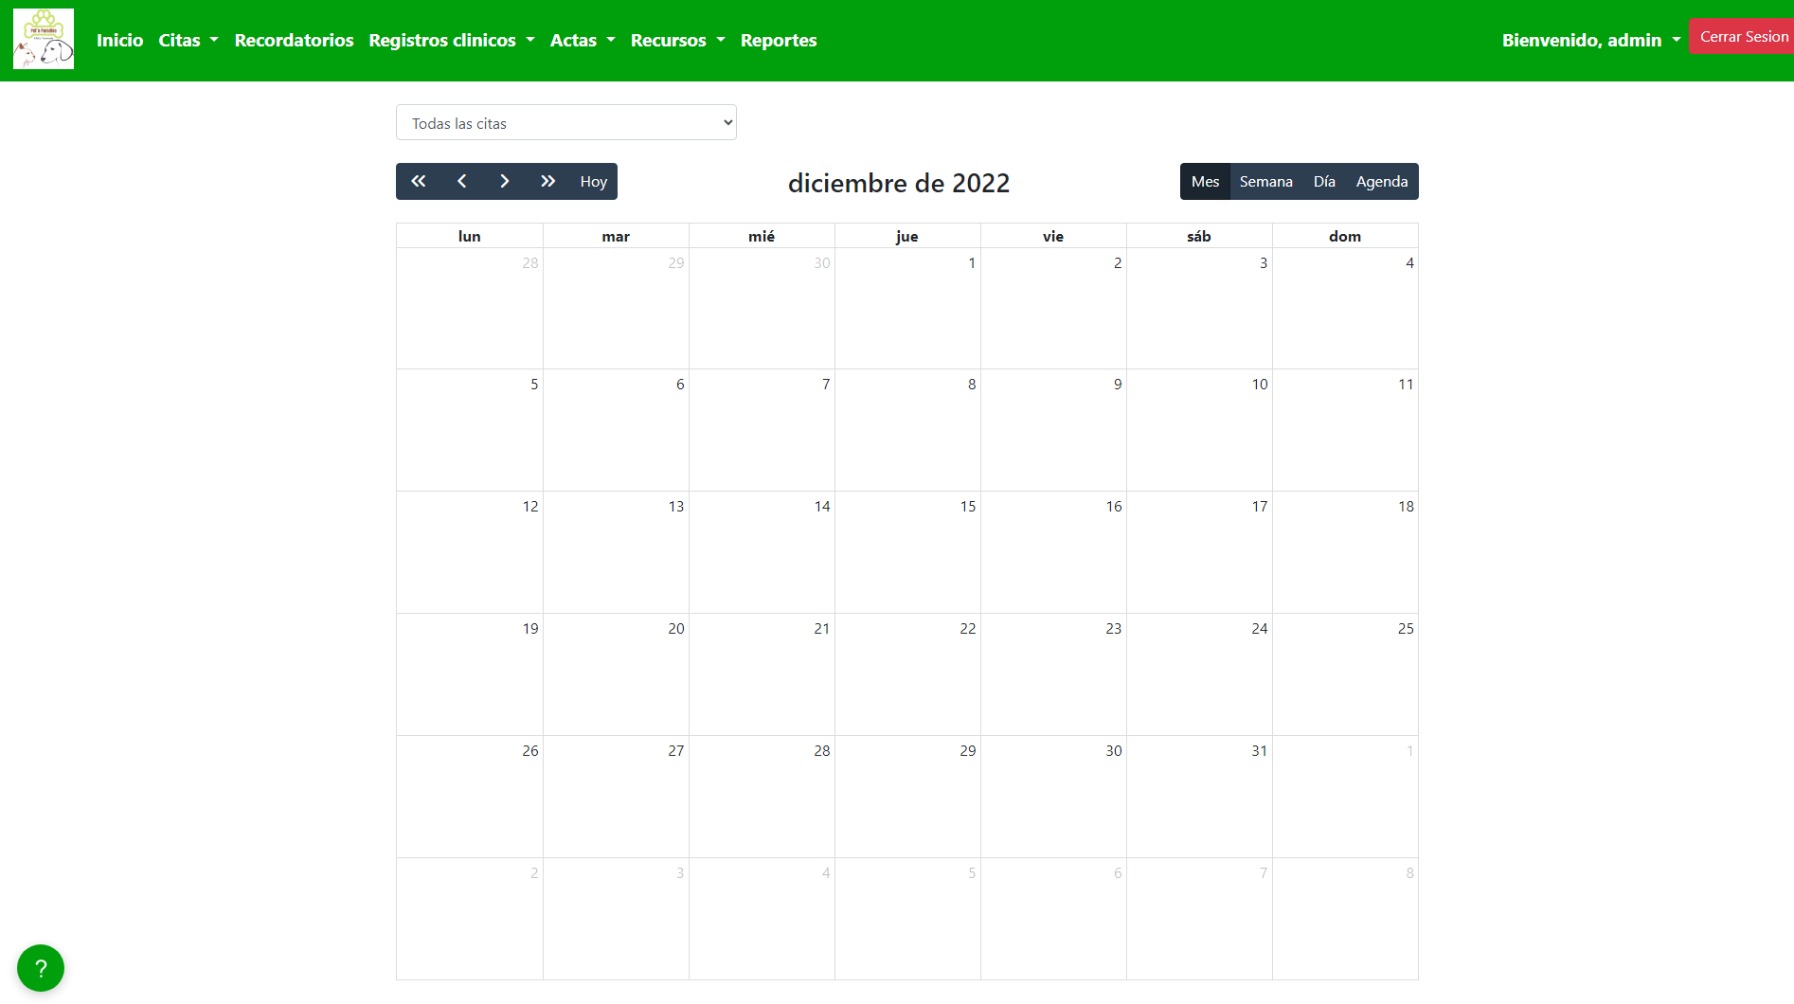 Inicio Citas Recordatorios Registros clinicos Actas Recursos Reportes Bienvenido, admin Cerrar Sesion
Todas las citas
Hoy diciembre de 2022 Mes Semana Día Agenda
lun mar mié jue vie sáb dom
28 29 30 1 2 3 4
5 6 7 8 9 10 11
12 13 14 15 16 17 18
19 20 21 22 23 24 25
26 27 28 29 30 31 1
2 3 4 5 6 7 8
?